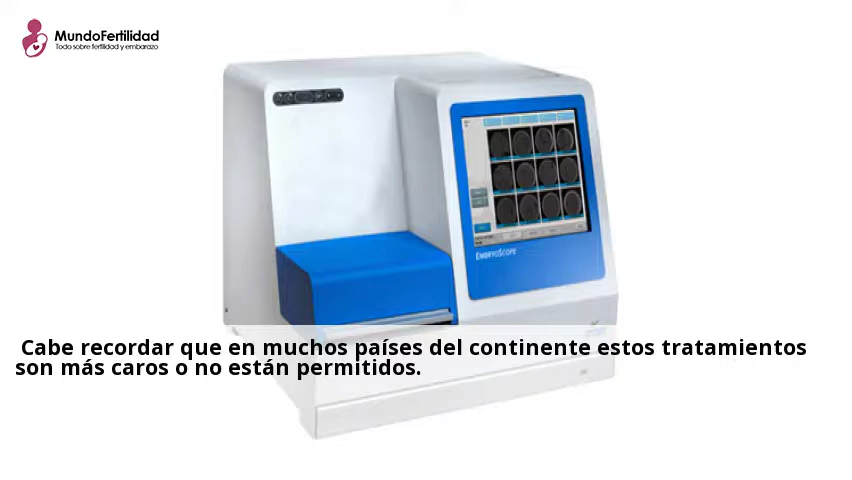 MundoFertilidad
Todo sobre fertilidad y embarazo
EMBRYOSCOPE
Cabe recordar que en muchos países del continente estos tratamientos
son más caros o no están permitidos.